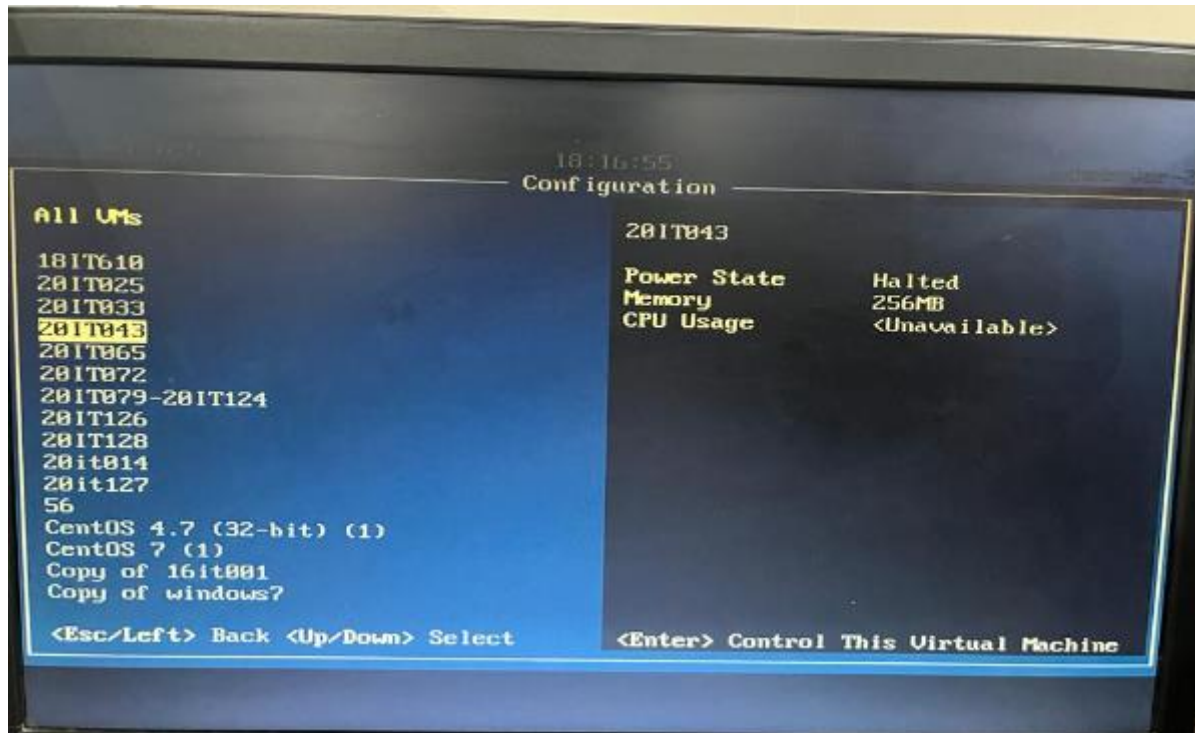 18:16:55
Configuration
All VMs
18IT610
20IT025
20IT033
20IT043
20IT065
20IT072
20IT079-20IT124
20IT126
20IT128
20it014
20it127
56
CentOS 4.7 (32-bit) (1)
CentOS 7 (1)
Copy of 16it001
Copy of windows7
<Esc/Left> Back <Up/Down> Select
20IT043
Power State Halted
Memory 256MB
CPU Usage <Unavailable>
<Enter> Control This Virtual Machine